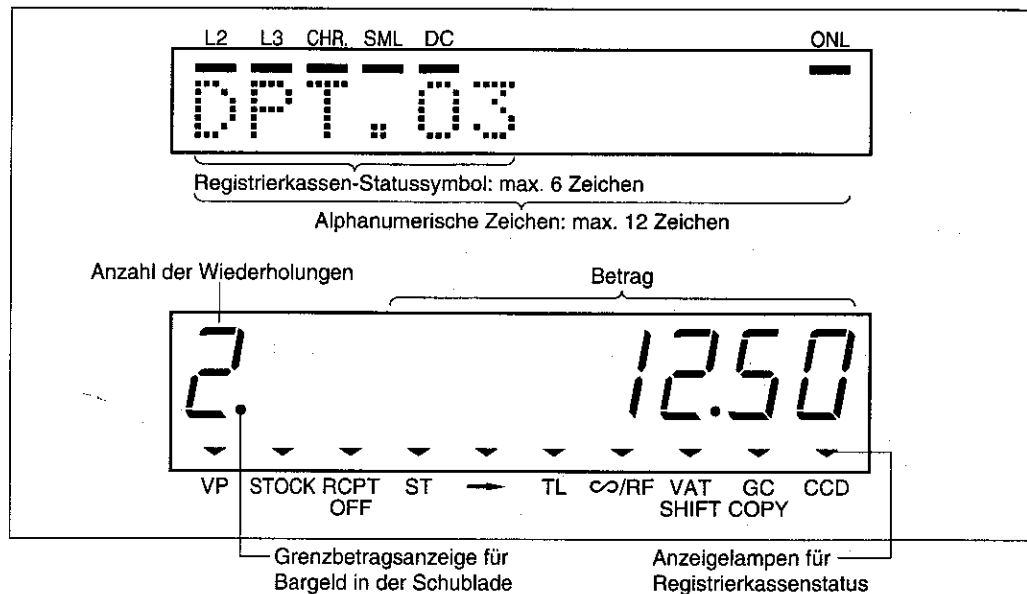 L2 L3 CHR. SML DC ONL
DPT.03
Registrierkassen-Statussymbol: max. 6 Zeichen
Alphanumerische Zeichen: max. 12 Zeichen
Anzahl der Wiederholungen Betrag
2. 12.50
VP STOCK RCPT OFF ST → TL ∽/RF VAT SHIFT GC COPY CCD
Grenzbetragsanzeige für
Bargeld in der Schublade
Anzeigelampen für
Registrierkassenstatus